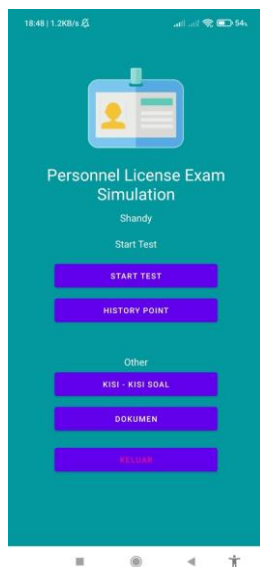 18:48 | 1.2KB/s
54
Personnel License Exam
Simulation
Shandy
Start Test
START TEST
HISTORY POINT
Other
KISI - KISI SOAL
DOKUMEN
KELUAR